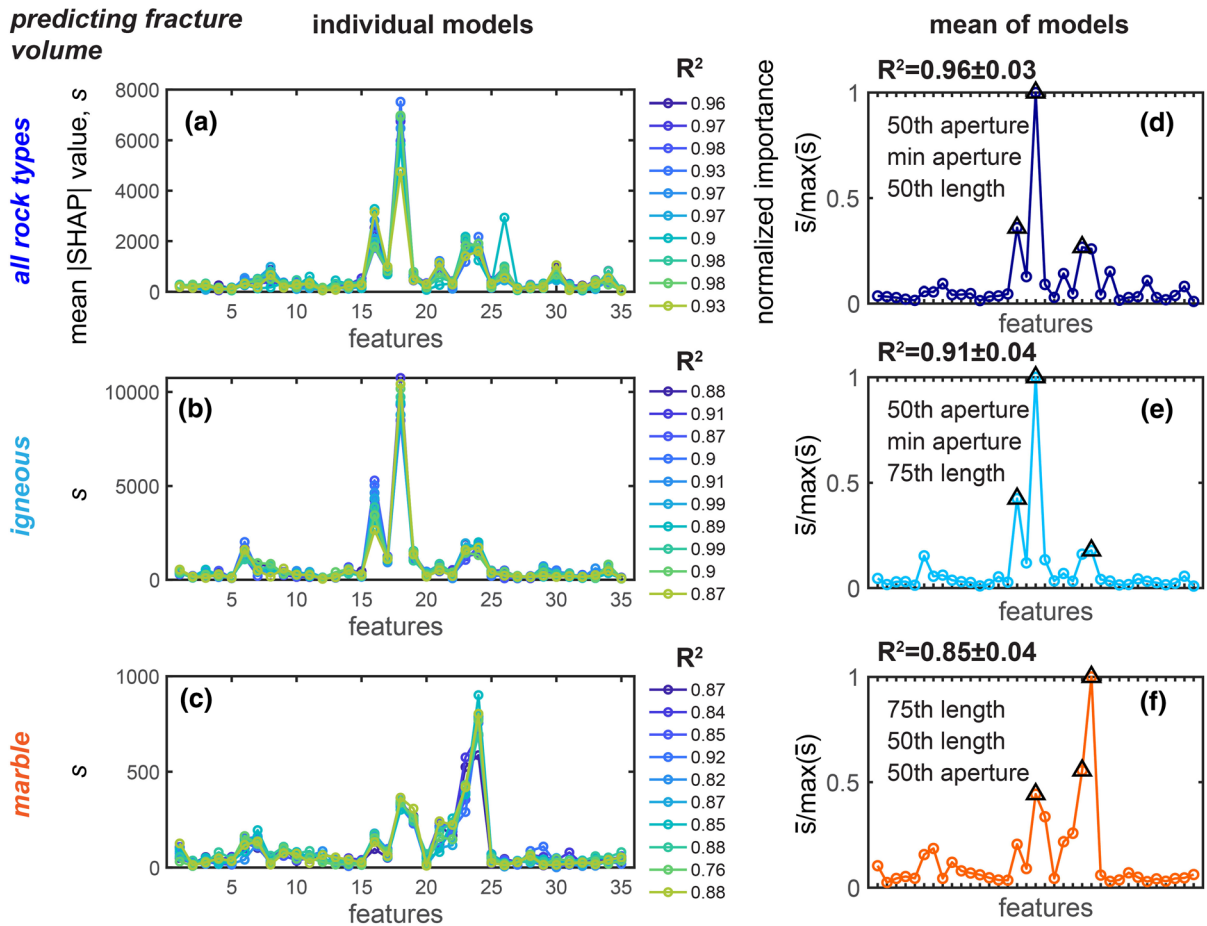 predicting fracture
volume
individual models
mean of models
all rock types
mean |SHAP| value, s
8000
6000
4000
2000
0
(a)
5 10 15 20 25 30 35
features
R²
0.96
0.97
0.98
0.93
0.97
0.97
0.9
0.98
0.98
0.93
R²=0.96±0.03
normalized importance
s̄/max(s̄)
1
0.5
0
50th aperture
min aperture
50th length
(d)
features
igneous
s
10000
5000
0
(b)
5 10 15 20 25 30 35
features
R²
0.88
0.91
0.87
0.9
0.91
0.99
0.89
0.99
0.9
0.87
R²=0.91±0.04
s̄/max(s̄)
1
0.5
0
50th aperture
min aperture
75th length
(e)
features
marble
s
1000
500
0
(c)
5 10 15 20 25 30 35
features
R²
0.87
0.84
0.85
0.92
0.82
0.87
0.85
0.88
0.76
0.88
R²=0.85±0.04
s̄/max(s̄)
1
0.5
0
75th length
50th length
50th aperture
(f)
features